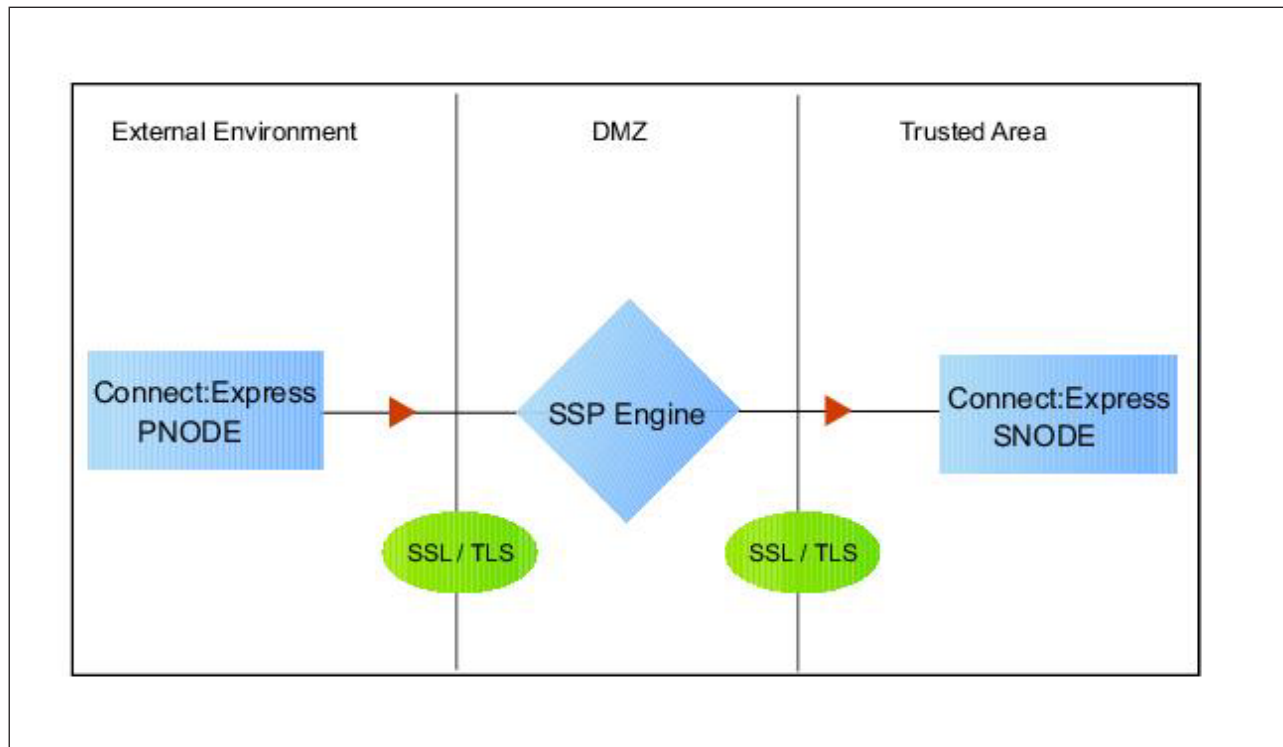 External Environment
DMZ
Trusted Area
Connect:Express
PNODE
SSP Engine
Connect:Express
SNODE
SSL / TLS
SSL / TLS